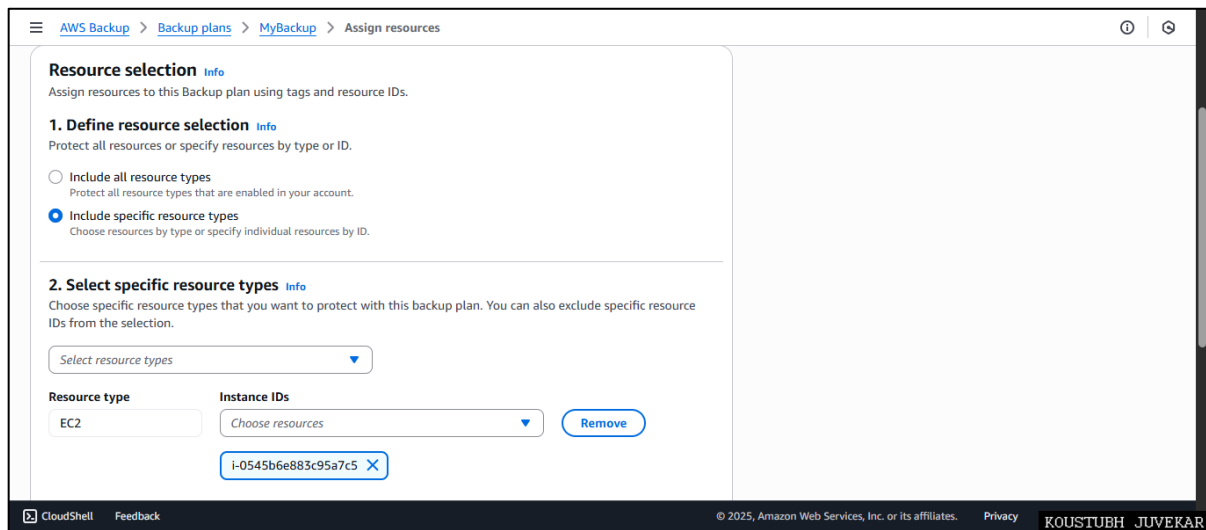 AWS Backup > Backup plans > MyBackup > Assign resources
Resource selection Info
Assign resources to this Backup plan using tags and resource IDs.
1. Define resource selection Info
Protect all resources or specify resources by type or ID.
Include all resource types
Protect all resource types that are enabled in your account.
Include specific resource types
Choose resources by type or specify individual resources by ID.
2. Select specific resource types Info
Choose specific resource types that you want to protect with this backup plan. You can also exclude specific resource
IDs from the selection.
Select resource types
Resource type Instance IDs
EC2 Choose resources Remove
i-0545b6e883c95a7c5
CloudShell Feedback © 2025, Amazon Web Services, Inc. or its affiliates. Privacy KOUSTUBH JUVEKAR